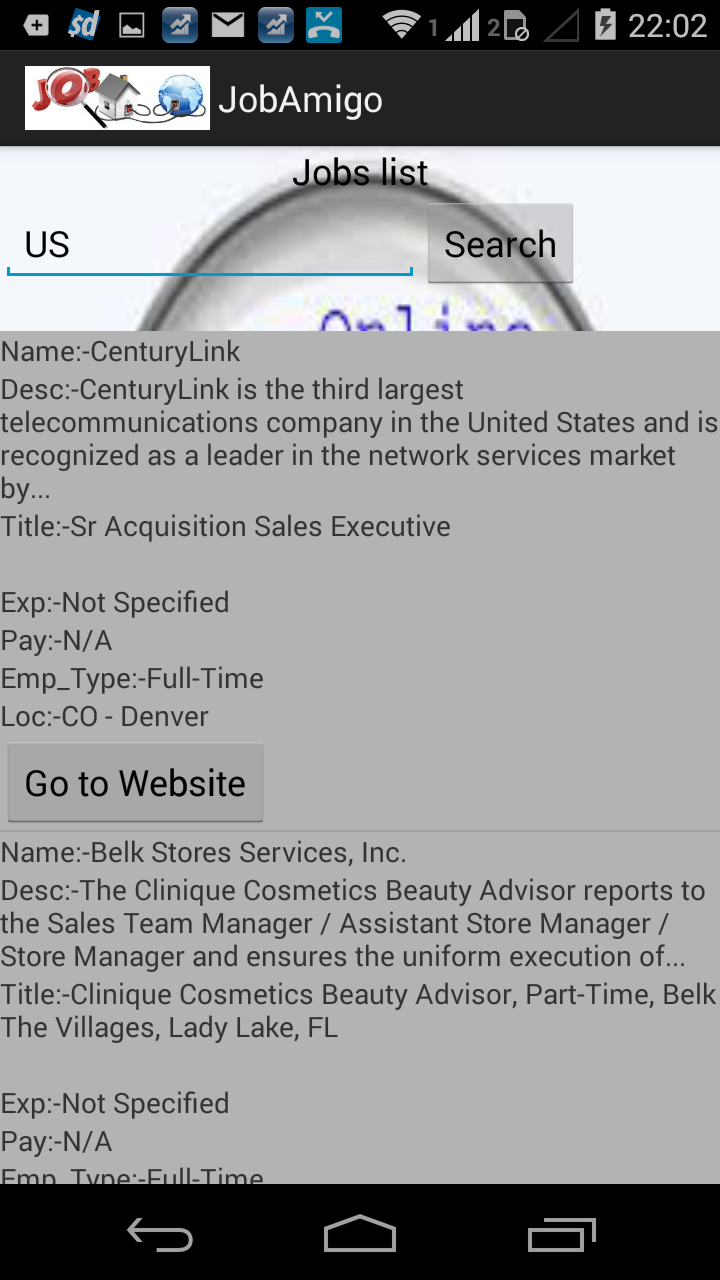 sd
1
2
22:02
JOB
JobAmigo
Jobs list
US
Search
Online
Name:-CenturyLink
Desc:-CenturyLink is the third largest
telecommunications company in the United States and is
recognized as a leader in the network services market
by...
Title:-Sr Acquisition Sales Executive
Exp:-Not Specified
Pay:-N/A
Emp_Type:-Full-Time
Loc:-CO - Denver
Go to Website
Name:-Belk Stores Services, Inc.
Desc:-The Clinique Cosmetics Beauty Advisor reports to
the Sales Team Manager / Assistant Store Manager /
Store Manager and ensures the uniform execution of...
Title:-Clinique Cosmetics Beauty Advisor, Part-Time, Belk
The Villages, Lady Lake, FL
Exp:-Not Specified
Pay:-N/A
Emp_Type:-Full-Time